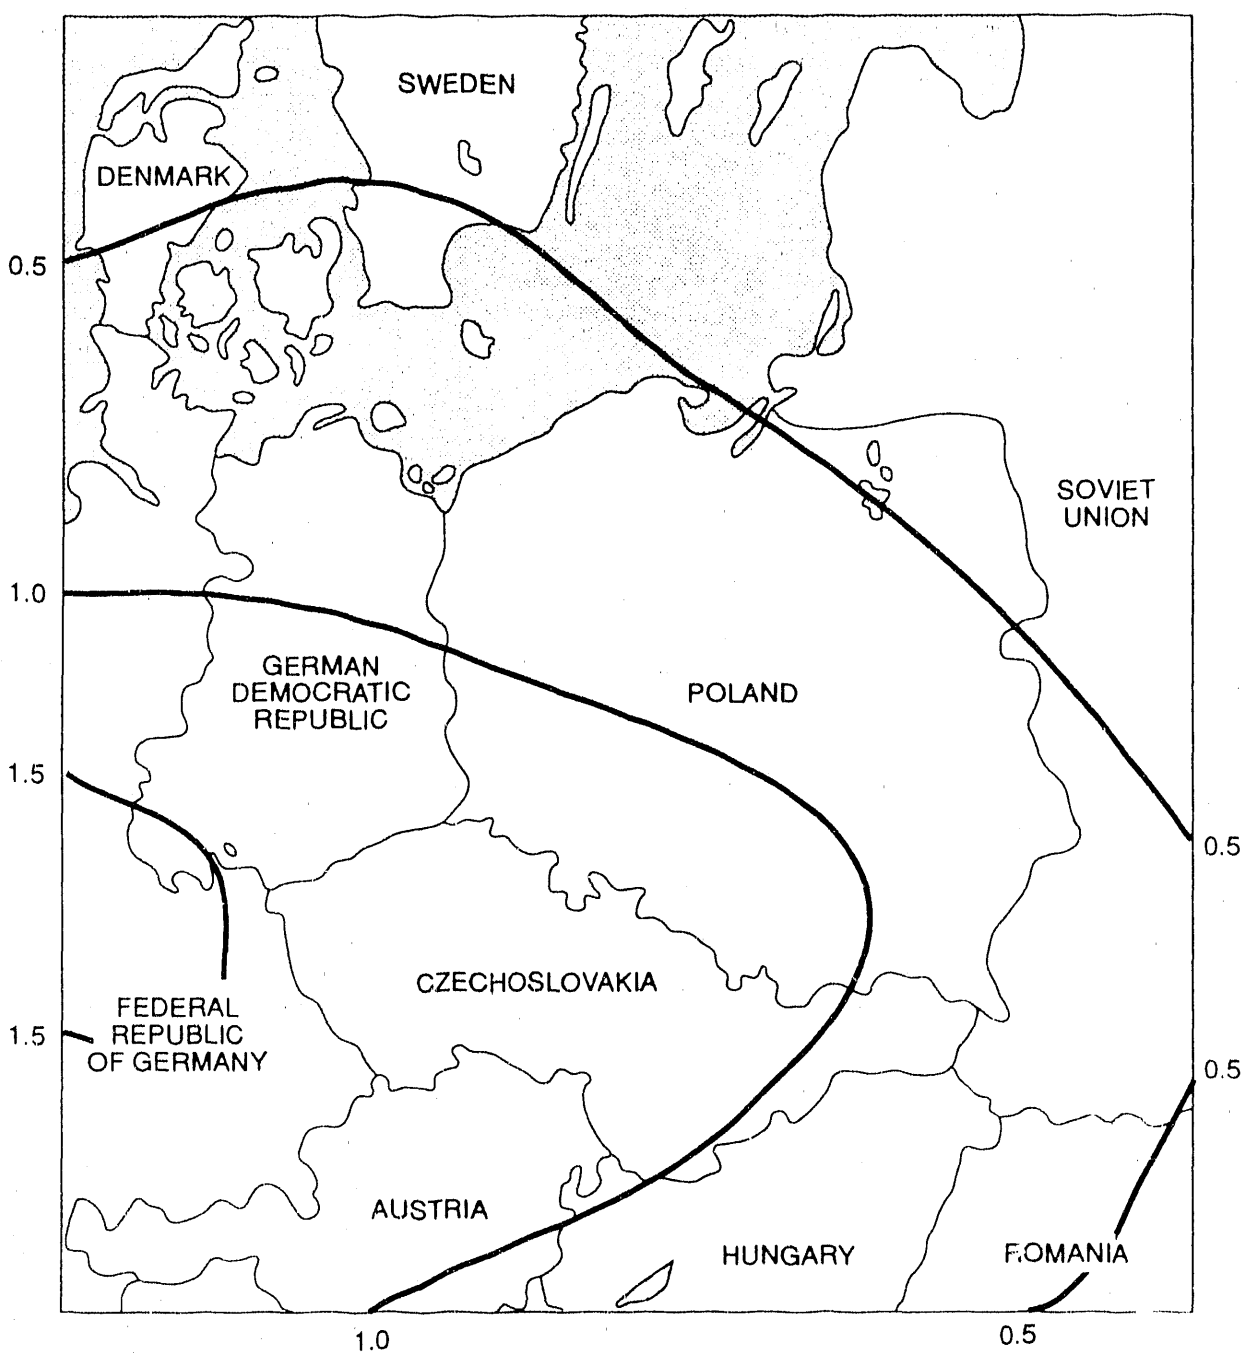 SWEDEN
DENMARK
0.5
SOVIET
UNION
1.0
GERMAN
DEMOCRATIC
REPUBLIC
POLAND
1.5
0.5
CZECHOSLOVAKIA
FEDERAL
REPUBLIC
OF GERMANY
1.5
0.5
AUSTRIA
HUNGARY
ROMANIA
1.0
0.5